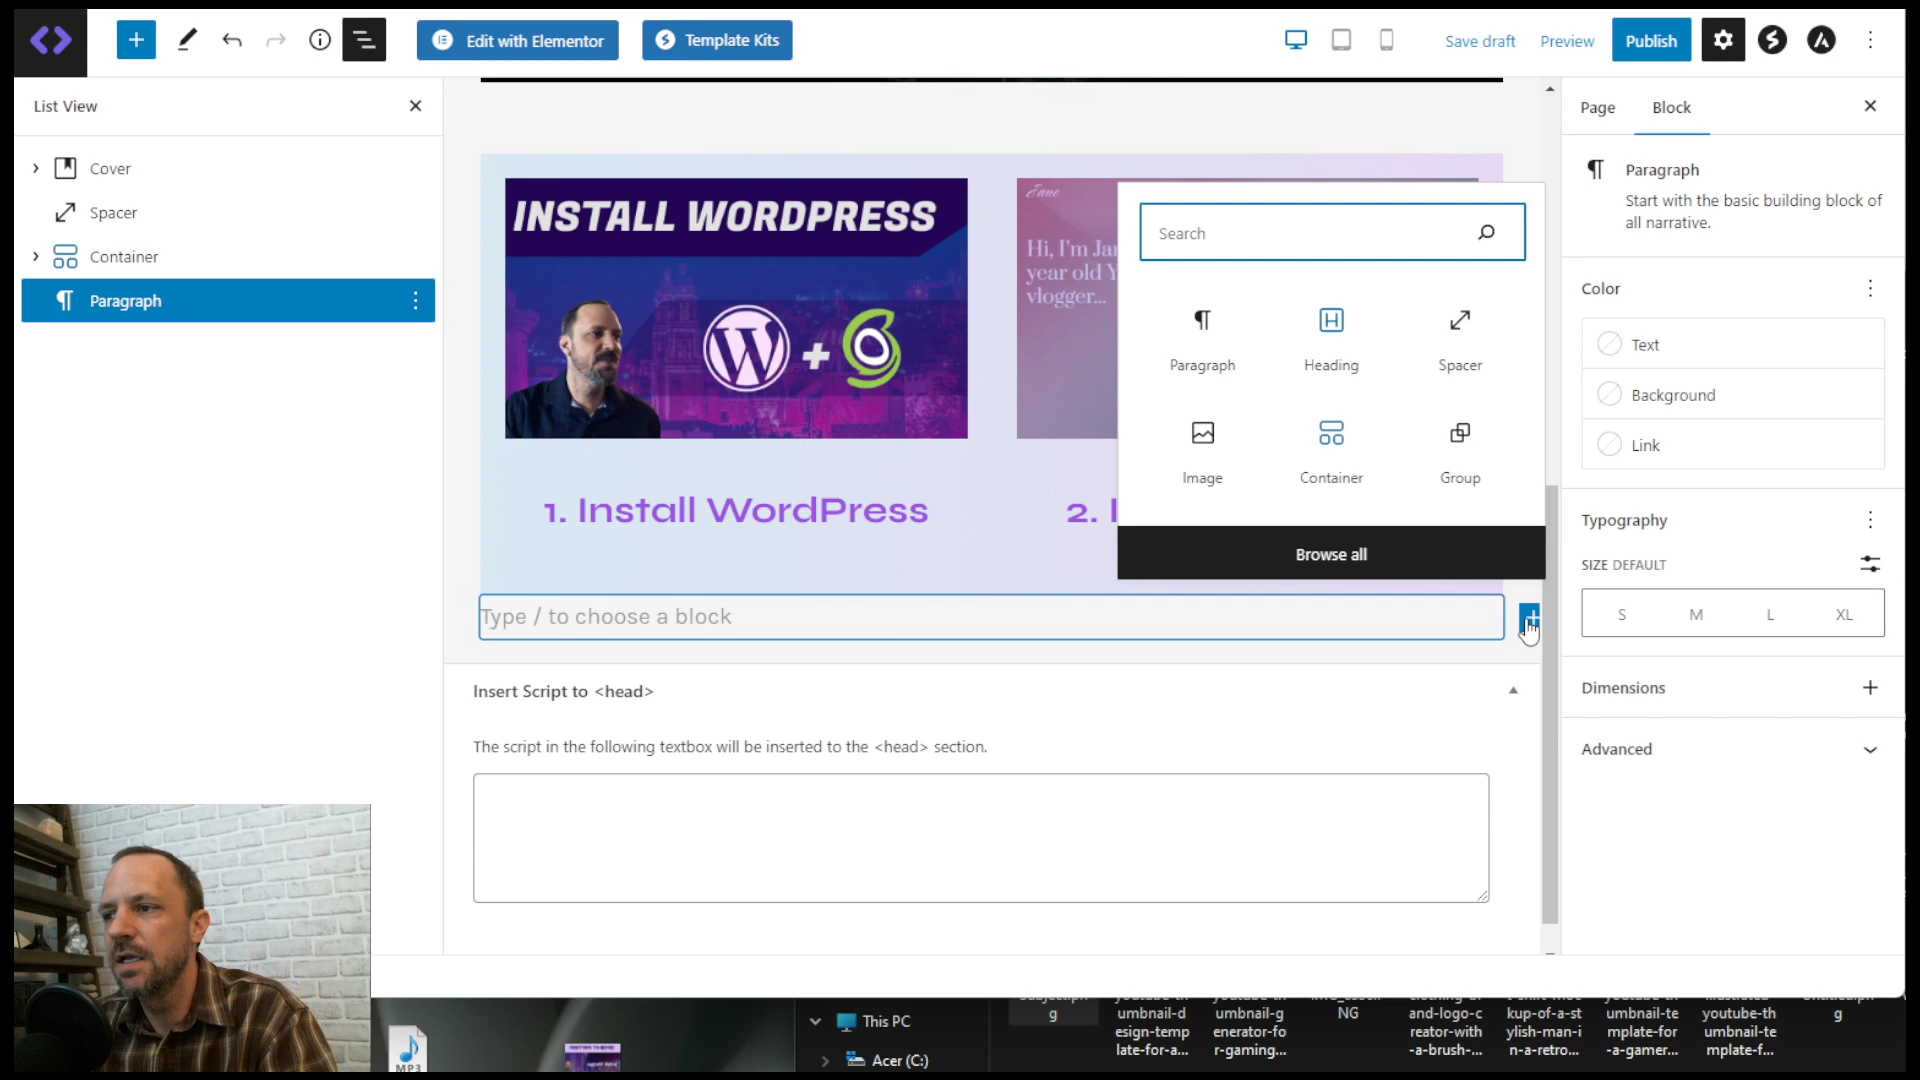 Edit with Elementor
Template Kits
Save draft
Preview
Publish
List View
Cover
Spacer
Container
Paragraph
INSTALL WORDPRESS
1. Install WordPress
Jane
Hi, I'm Jan
year old Y
vlogger...
2. I
Search
Paragraph
Heading
Spacer
Image
Container
Group
Browse all
Type / to choose a block
Insert Script to <head>
The script in the following textbox will be inserted to the <head> section.
Page
Block
Paragraph
Start with the basic building block of
all narrative.
Color
Text
Background
Link
Typography
SIZE DEFAULT
S
M
L
XL
Dimensions
Advanced
MP3
This PC
Acer (C:)
g
umbnail-d
esign-temp
late-for-a...
umbnail-g
enerator-fo
r-gaming...
NG
and-logo-c
reator-with
-a-brush-...
kup-of-a-st
ylish-man-i
n-a-retro...
umbnail-te
mplate-for
-a-gamer...
youtube-th
umbnail-te
mplate-f...
g